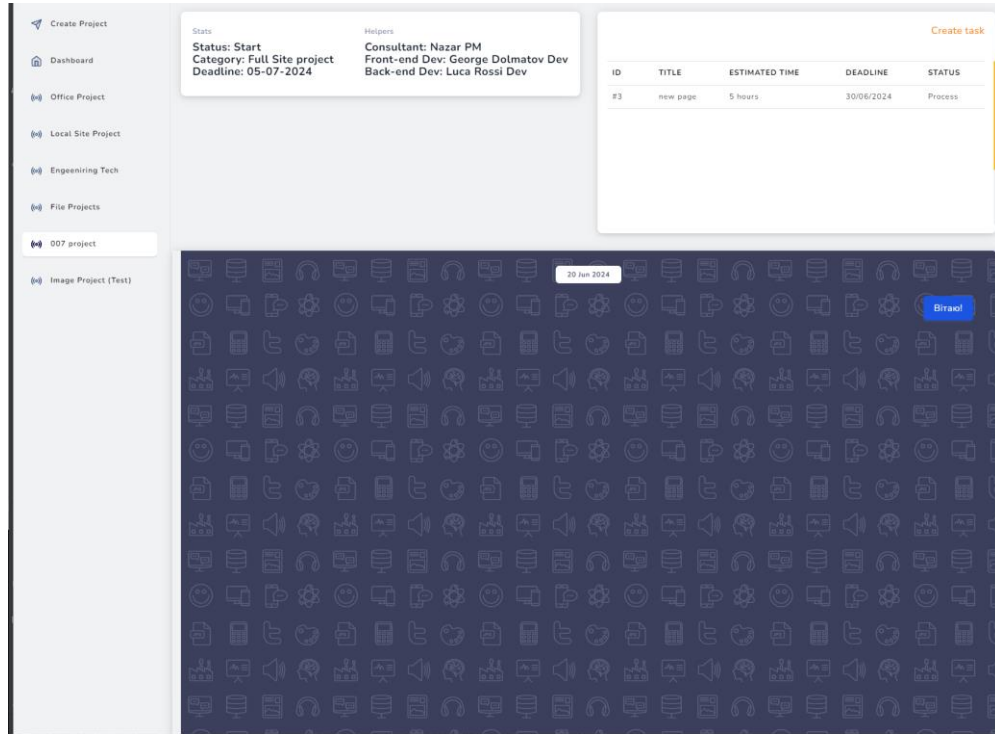 Create Project
Dashboard
Office Project
Local Site Project
Engeeniring Tech
File Projects
007 project
Image Project (Test)
Stats
Status: Start
Category: Full Site project
Deadline: 05-07-2024
Helpers
Consultant: Nazar PM
Front-end Dev: George Dolmatov Dev
Back-end Dev: Luca Rossi Dev
Create task
ID TITLE ESTIMATED TIME DEADLINE STATUS
#3 new page 5 hours 30/06/2024 Process
20 Jun 2024
Вітаю!